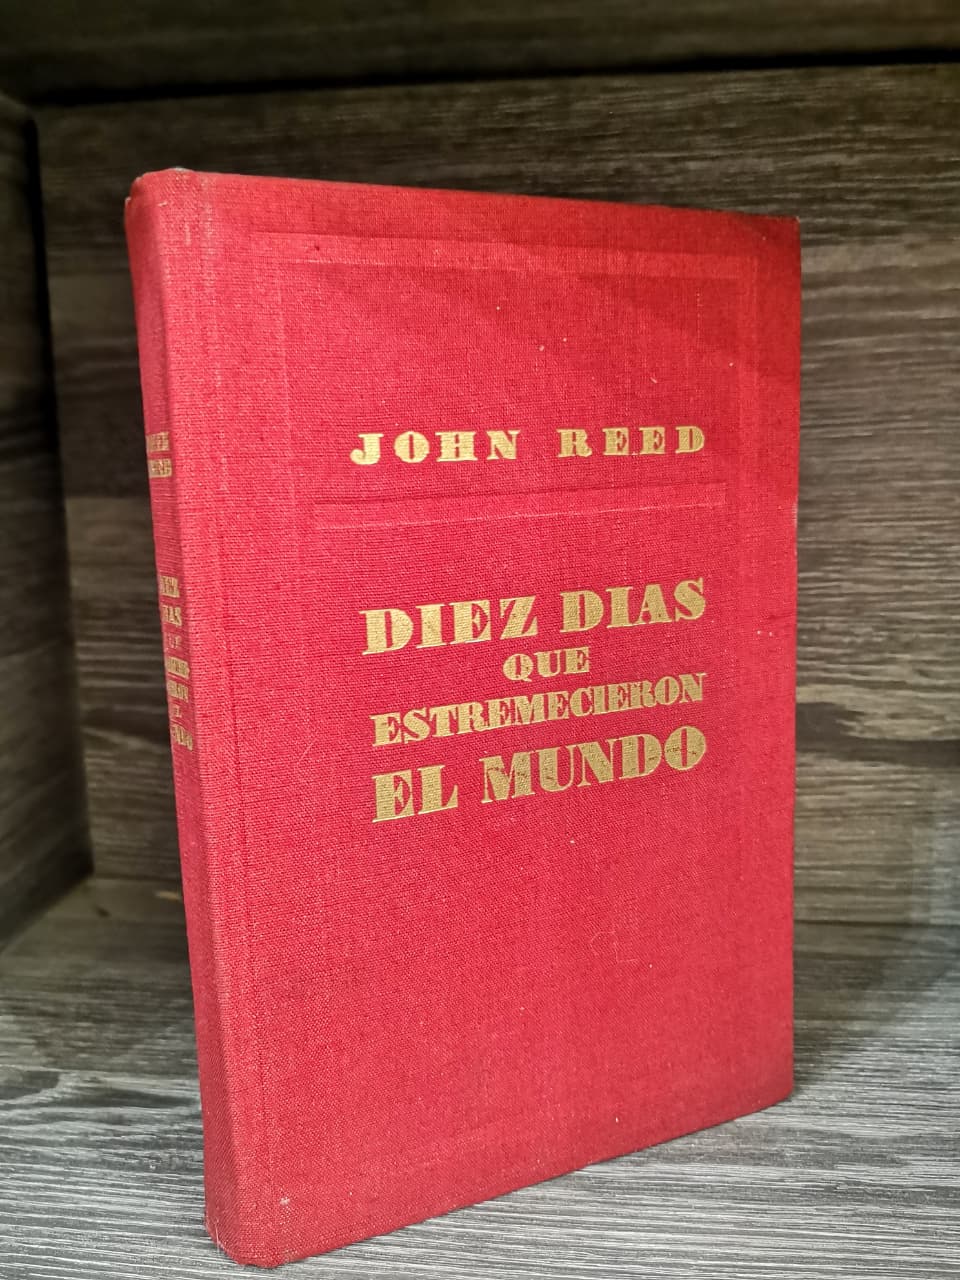 JOHN REED
DIEZ DIAS
QUE
ESTREMECIERON
EL MUNDO